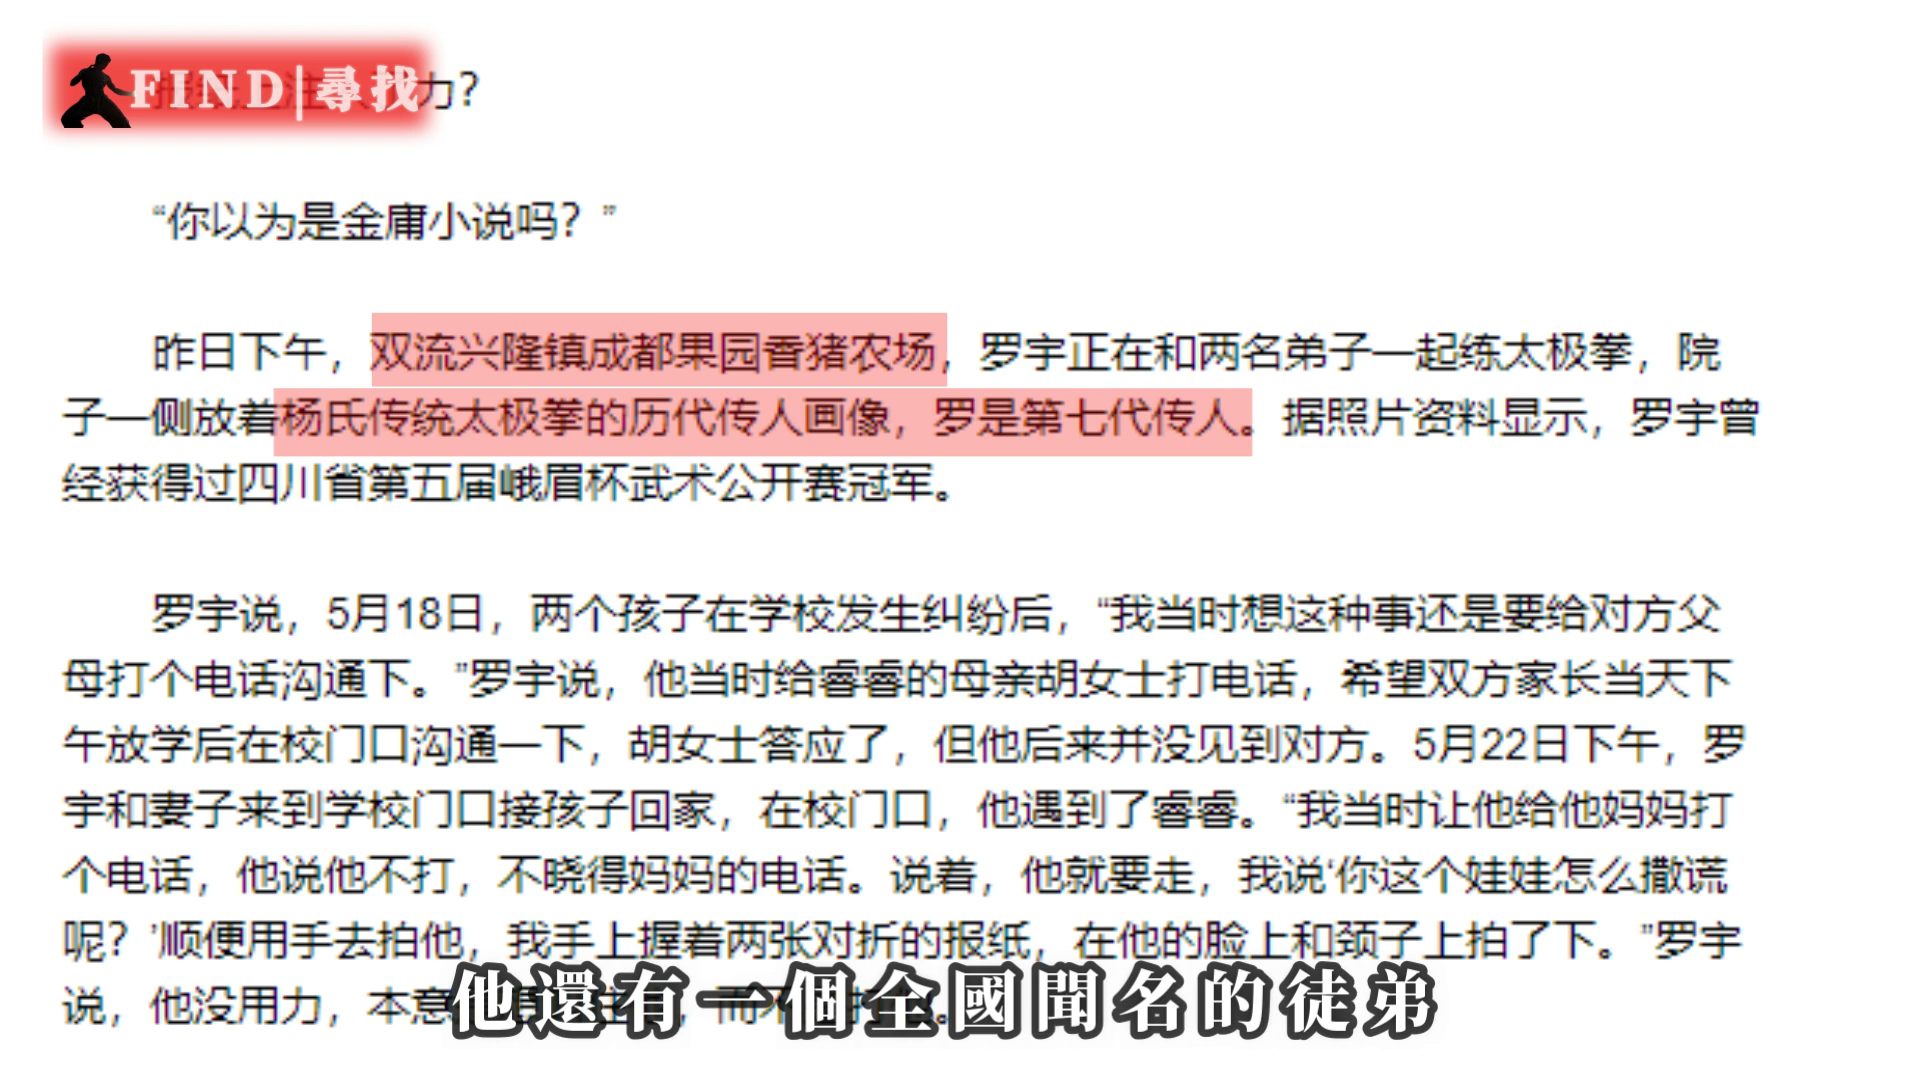 FIND|尋找
力？
“你以为是金庸小说吗？”
昨日下午，双流兴隆镇成都果园香猪农场，罗宇正在和两名弟子一起练太极拳，院
子一侧放着杨氏传统太极拳的历代传人画像，罗是第七代传人。据照片资料显示，罗宇曾
经获得过四川省第五届峨眉杯武术公开赛冠军。
罗宇说，5月18日，两个孩子在学校发生纠纷后，“我当时想这种事还是要给对方父
母打个电话沟通下。”罗宇说，他当时给睿睿的母亲胡女士打电话，希望双方家长当天下
午放学后在校门口沟通一下，胡女士答应了，但他后来并没见到对方。5月22日下午，罗
宇和妻子来到学校门口接孩子回家，在校门口，他遇到了睿睿。“我当时让他给他妈妈打
个电话，他说他不打，不晓得妈妈的电话。说着，他就要走，我说‘你这个娃娃怎么撒谎
呢？’顺便用手去拍他，我手上握着两张对折的报纸，在他的脸上和颈子上拍了下。”罗宇
说，他没用力，本意
他還有一個全國聞名的徒弟